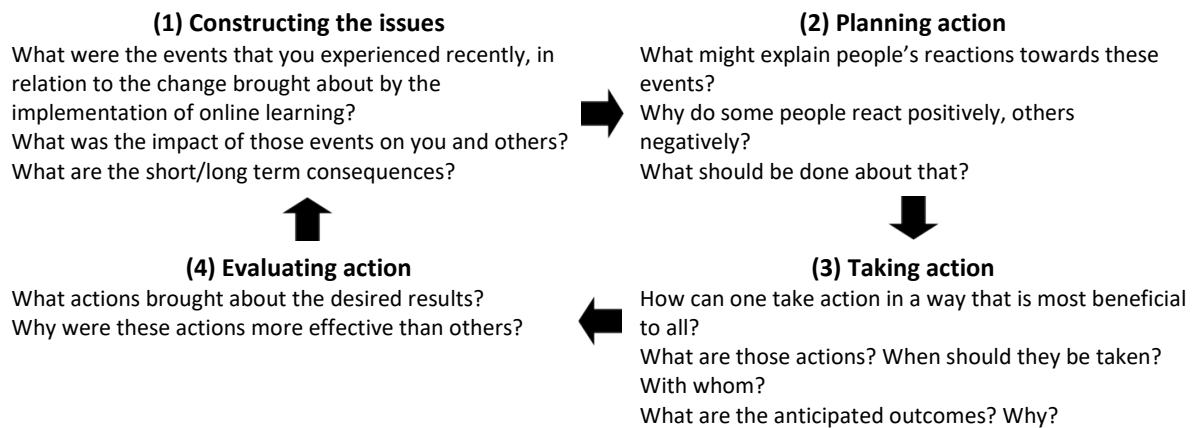 (1) Constructing the issues
What were the events that you experienced recently, in
relation to the change brought about by the
implementation of online learning?
What was the impact of those events on you and others?
What are the short/long term consequences?
(2) Planning action
What might explain people’s reactions towards these
events?
Why do some people react positively, others
negatively?
What should be done about that?
(3) Taking action
How can one take action in a way that is most beneficial
to all?
What are those actions? When should they be taken?
With whom?
What are the anticipated outcomes? Why?
(4) Evaluating action
What actions brought about the desired results?
Why were these actions more effective than others?